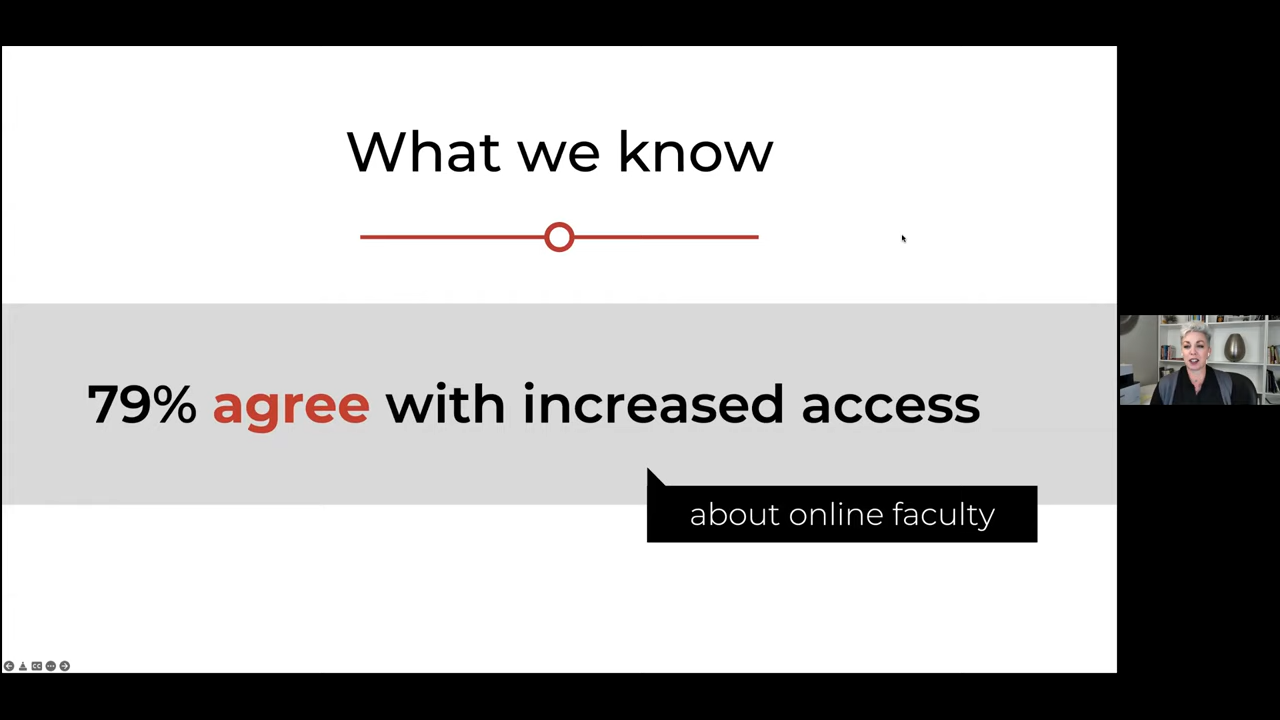 What we know
79% agree with increased access
about online faculty